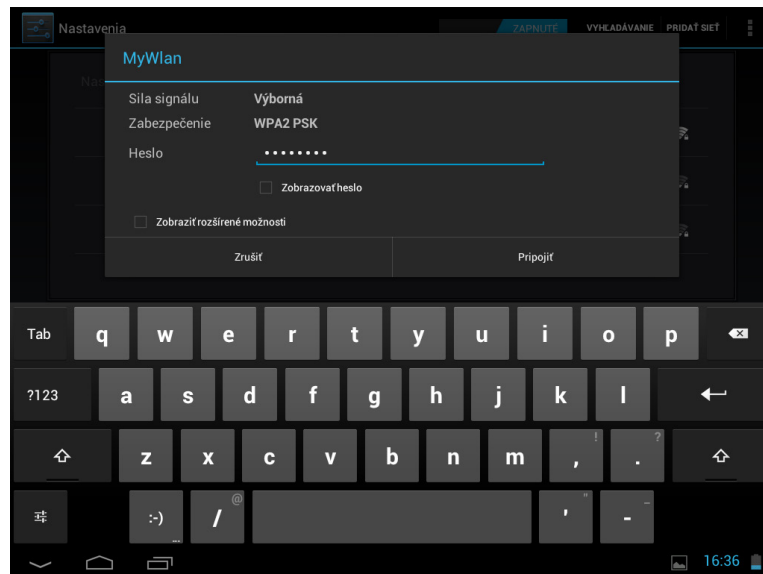 Nastavenia ZAPNUTÉ VYHĽADÁVANIE PRIDAŤ SIEŤ
MyWlan
Nas
Sila signálu Výborná
Zabezpečenie WPA2 PSK
Heslo ••••••••
Zobrazovať heslo
Zobraziť rozšírené možnosti
Zrušiť Pripojiť
Tab q w e r t y u i o p
?123 a s d f g h j k l
z x c v b n m , ! . ?
:-) ... / @ ' " - _
16:36